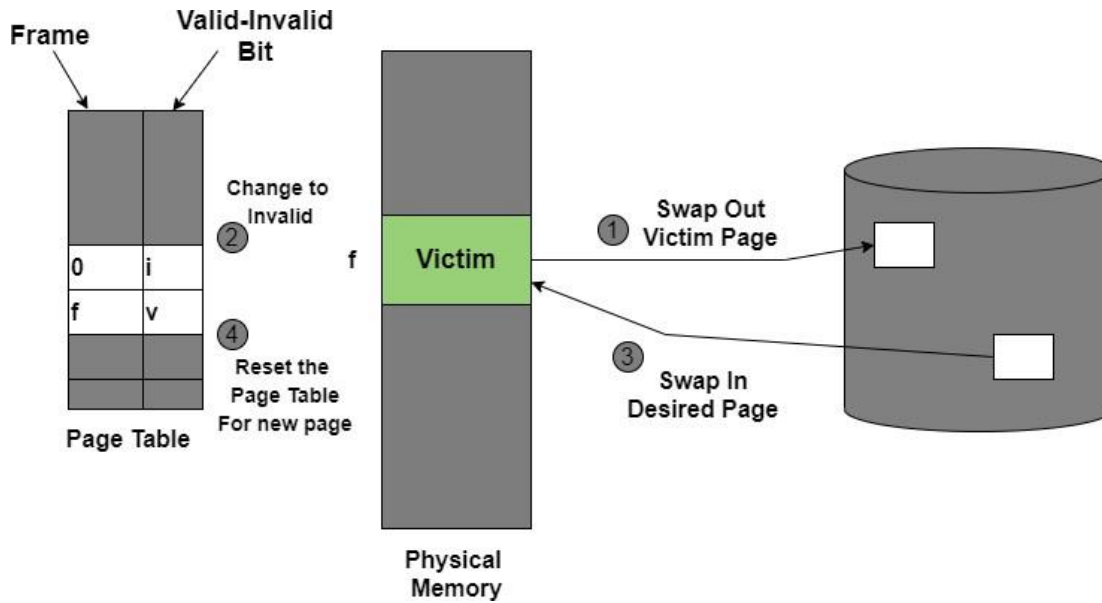 Frame
Valid-Invalid
Bit
Change to
Invalid
2
0 i
f v
4
Reset the
Page Table
For new page
Page Table
f
Victim
Physical
Memory
1
Swap Out
Victim Page
3
Swap In
Desired Page